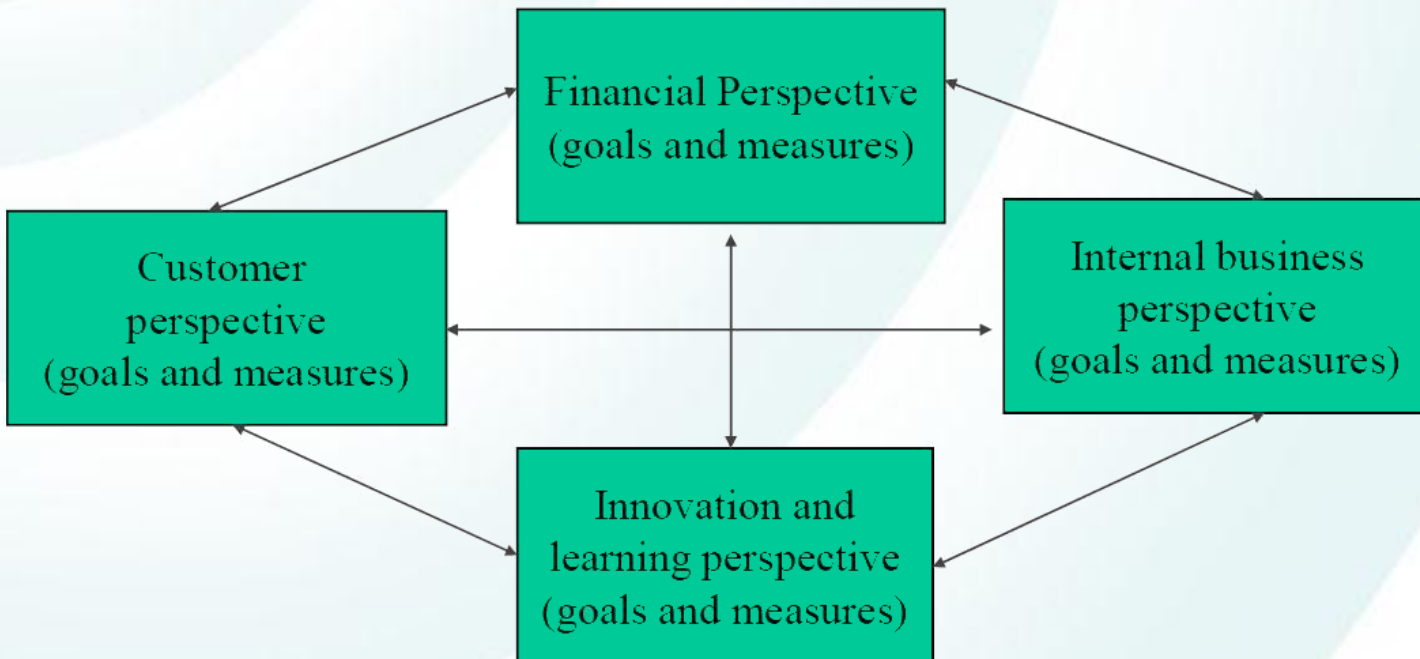 Financial Perspective
(goals and measures)
Customer
perspective
(goals and measures)
Internal business
perspective
(goals and measures)
Innovation and
learning perspective
(goals and measures)